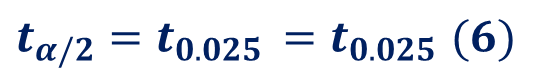 t_{α/2} = t_{0.025} = t_{0.025} (6)